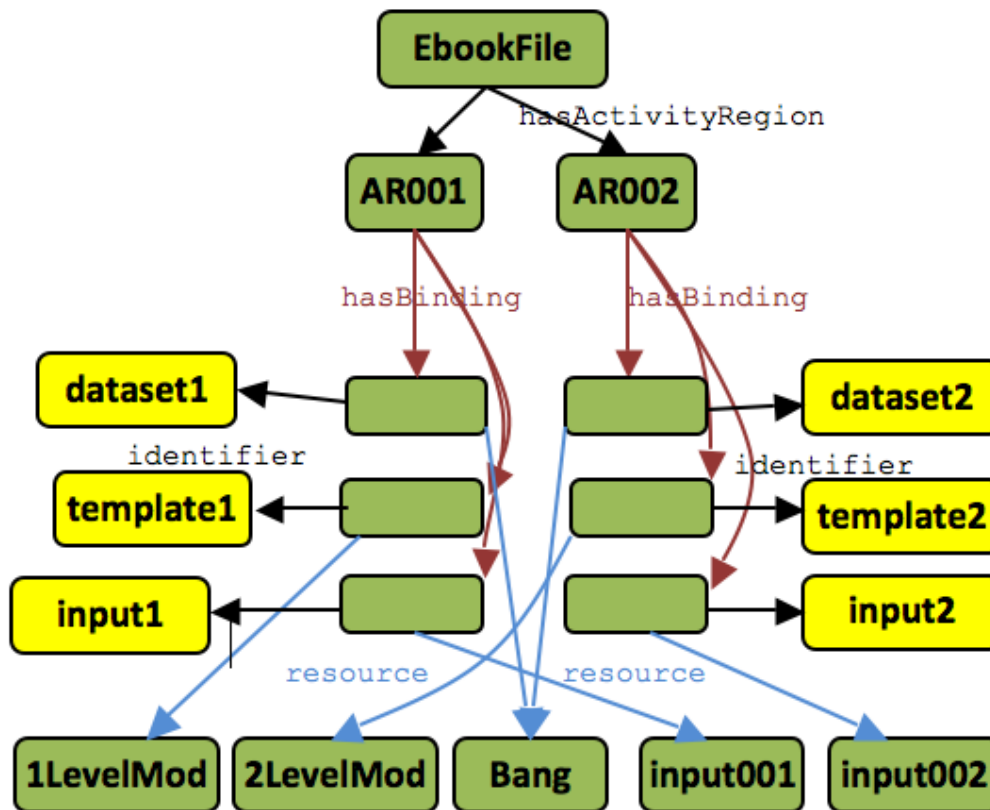 EbookFile
hasActivityRegion
AR001
AR002
hasBinding
hasBinding
dataset1
dataset2
identifier
identifier
template1
template2
input1
input2
resource
resource
1LevelMod
2LevelMod
Bang
input001
input002